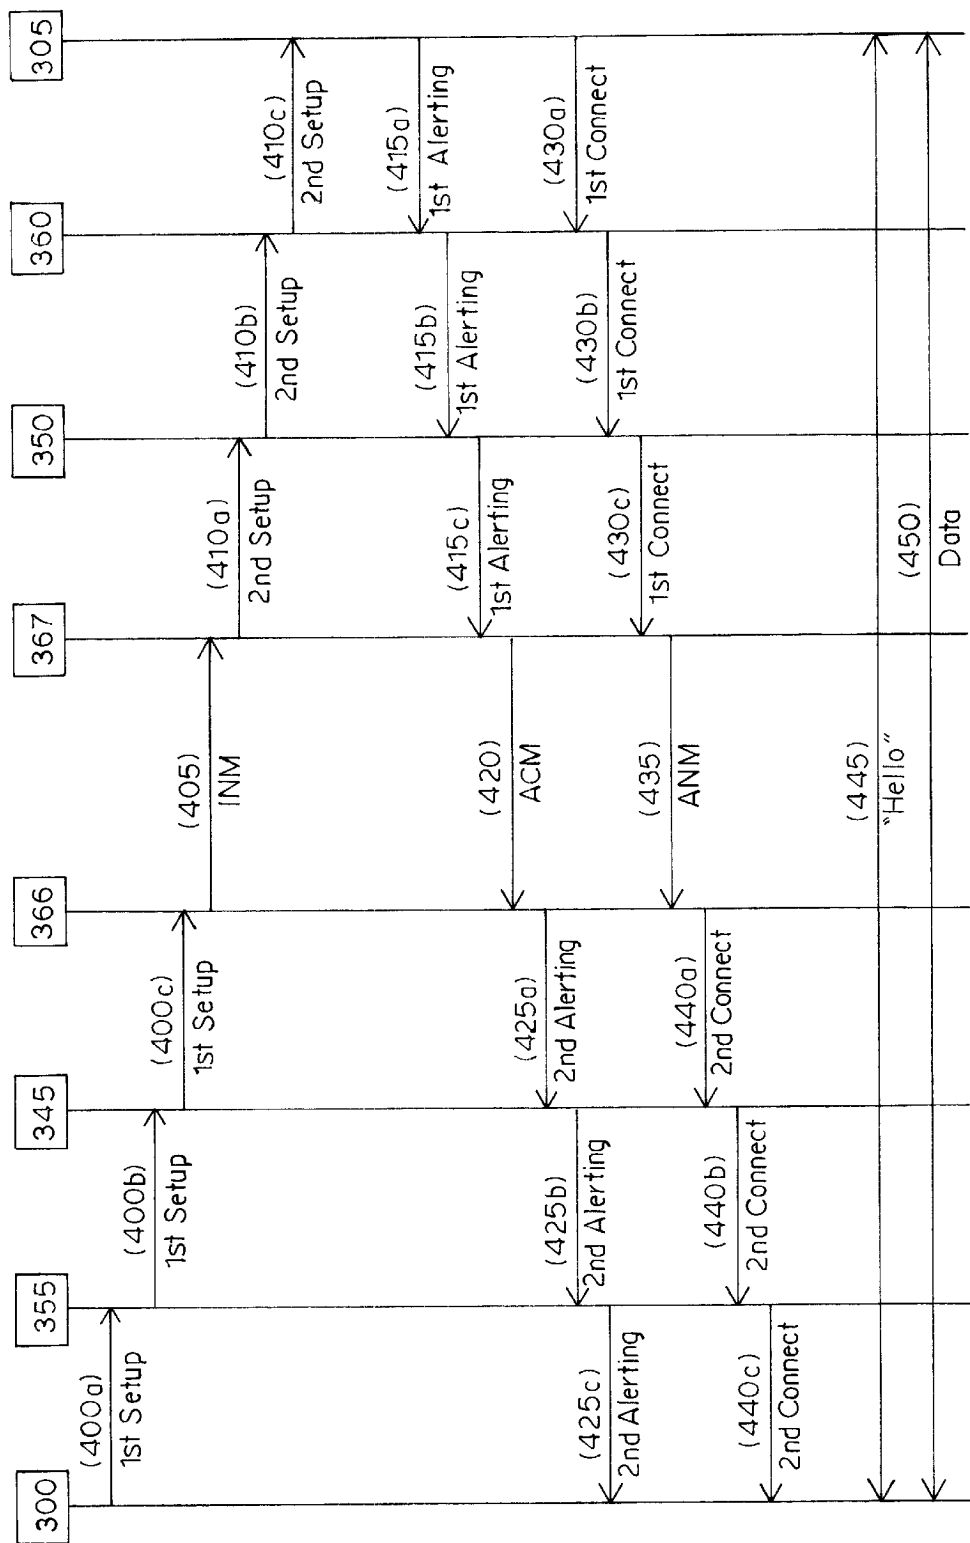 300
355
345
366
367
350
360
305
(400a)
1st Setup
(400b)
1st Setup
(400c)
1st Setup
(405)
INM
(410a)
2nd Setup
(410b)
2nd Setup
(410c)
2nd Setup
(415a)
1st Alerting
(415b)
1st Alerting
(415c)
1st Alerting
(420)
ACM
(425a)
2nd Alerting
(425b)
2nd Alerting
(425c)
2nd Alerting
(430a)
1st Connect
(430b)
1st Connect
(430c)
1st Connect
(435)
ANM
(440a)
2nd Connect
(440b)
2nd Connect
(440c)
2nd Connect
(445)
"Hello"
(450)
Data